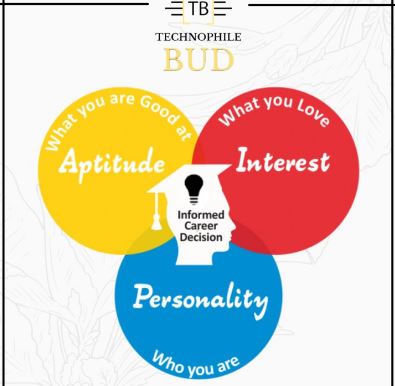 TB
TECHNOPHILE
BUD
What you are Good at
Aptitude
What you Love
Interest
Informed
Career
Decision
Personality
Who you are